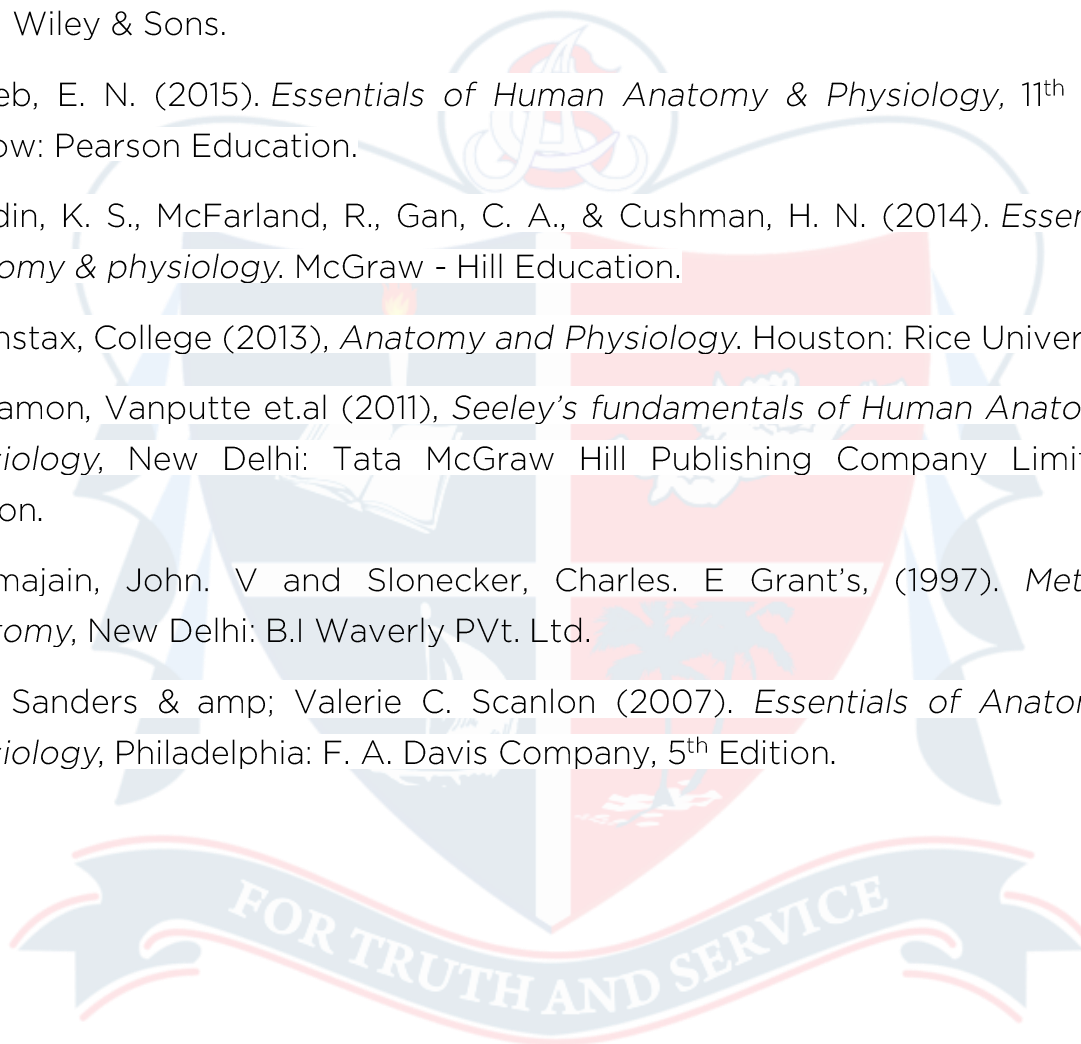 Wiley & Sons.
eb, E. N. (2015). Essentials of Human Anatomy & Physiology, 11th
ow: Pearson Education.
din, K. S., McFarland, R., Gan, C. A., & Cushman, H. N. (2014). Essen
omy & physiology. McGraw - Hill Education.
nstax, College (2013), Anatomy and Physiology. Houston: Rice Univer
amon, Vanputte et.al (2011), Seeley's fundamentals of Human Anato
iology, New Delhi: Tata McGraw Hill Publishing Company Limit
on.
majain, John. V and Slonecker, Charles. E Grant's, (1997). Met
omy, New Delhi: B.I Waverly PVt. Ltd.
Sanders & amp; Valerie C. Scanlon (2007). Essentials of Anator
iology, Philadelphia: F. A. Davis Company, 5th Edition.
FOR TRUTH AND SERVICE